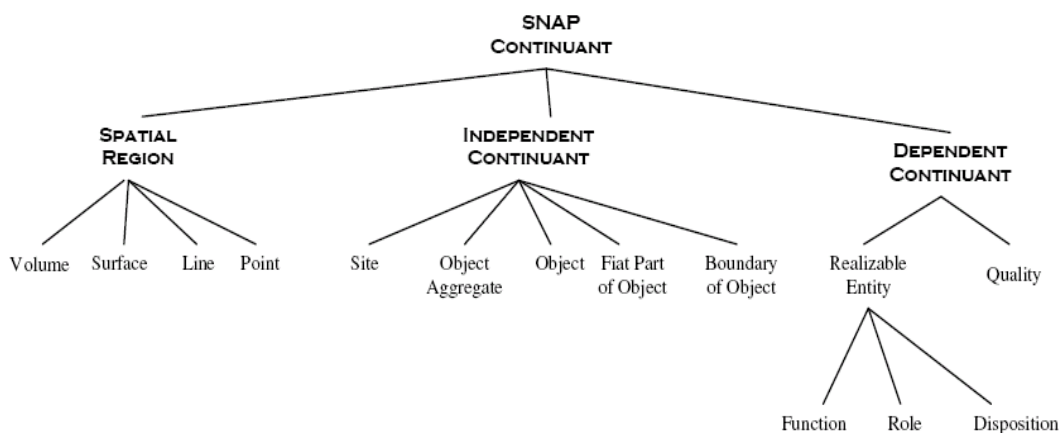 SNAP
CONTINUANT
SPATIAL
REGION
INDEPENDENT
CONTINUANT
DEPENDENT
CONTINUANT
Volume
Surface
Line
Point
Site
Object
Aggregate
Object
Fiat Part
of Object
Boundary
of Object
Realizable
Entity
Quality
Function
Role
Disposition